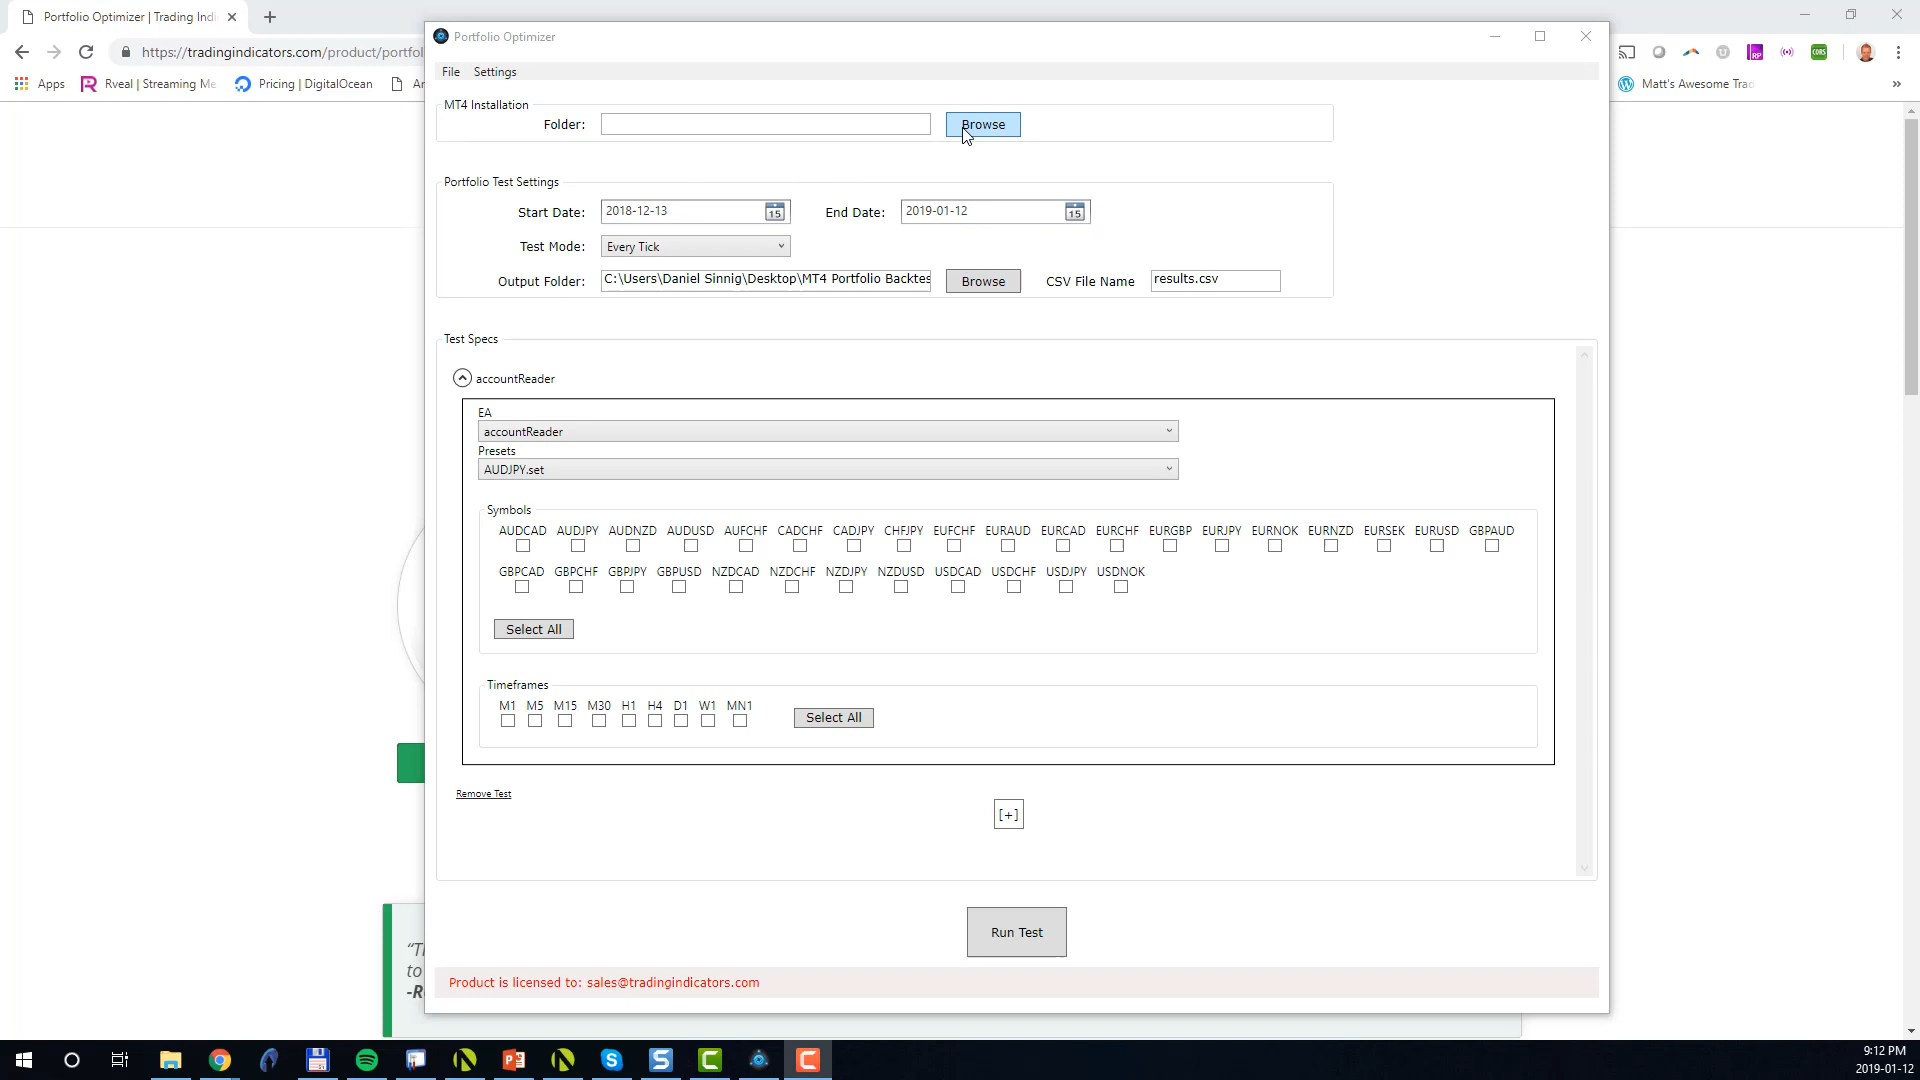 Portfolio Optimizer | Trading Indi
https://tradingindicators.com/product/portfol
Apps
Rveal | Streaming Me
Pricing | DigitalOcean
Matt's Awesome Trad
»
Portfolio Optimizer
File Settings
MT4 Installation
Folder: Browse
Portfolio Test Settings
Start Date: 2018-12-13 15 End Date: 2019-01-12 15
Test Mode: Every Tick
Output Folder: C:\Users\Daniel Sinnig\Desktop\MT4 Portfolio Backtes Browse CSV File Name results.csv
Test Specs
accountReader
EA
accountReader
Presets
AUDJPY.set
Symbols
AUDCAD AUDJPY AUDNZD AUDUSD AUFCHF CADCHF CADJPY CHFJPY EUFCHF EURAUD EURCAD EURCHF EURGBP EURJPY EURNOK EURNZD EURSEK EURUSD GBPAUD
GBPCAD GBPCHF GBPJPY GBPUSD NZDCAD NZDCHF NZDJPY NZDUSD USDCAD USDCHF USDJPY USDNOK
Select All
Timeframes
M1 M5 M15 M30 H1 H4 D1 W1 MN1
Select All
Remove Test
[+]
Run Test
Product is licensed to: sales@tradingindicators.com
to
9:12 PM
2019-01-12